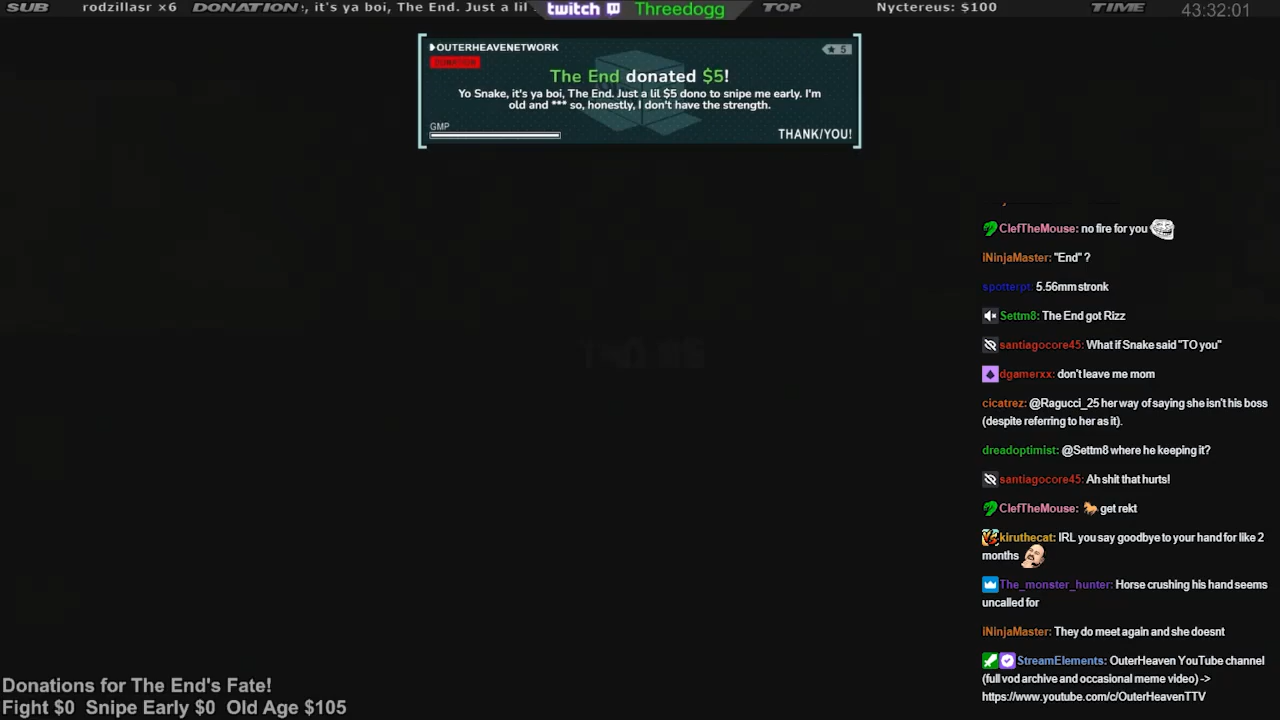 SUB rodzillasr x6 DONATION :, it's ya boi, The End. Just a lil twitch Threedogg TOP Nyctereus: $100 TIME 43:32:01
OUTERHEAVENETWORK
5
DONATION
The End donated $5!
Yo Snake, it's ya boi, The End. Just a lil $5 dono to snipe me early. I'm
old and *** so, honestly, I don't have the strength.
GMP
THANK/YOU!
ClefTheMouse: no fire for you
iNinjaMaster: "End" ?
spotterpt: 5.56mm stronk
Settm8: The End got Rizz
santiagocore45: What if Snake said "TO you"
dgamerxx: don't leave me mom
cicatrez: @Ragucci_25 her way of saying she isn't his boss
(despite referring to her as it).
dreadoptimist: @Settm8 where he keeping it?
santiagocore45: Ah shit that hurts!
ClefTheMouse: get rekt
kiruthecat: IRL you say goodbye to your hand for like 2
months
The_monster_hunter: Horse crushing his hand seems
uncalled for
iNinjaMaster: They do meet again and she doesnt
StreamElements: OuterHeaven YouTube channel
(full vod archive and occasional meme video) ->
https://www.youtube.com/c/OuterHeavenTTV
Donations for The End's Fate!
Fight $0 Snipe Early $0 Old Age $105